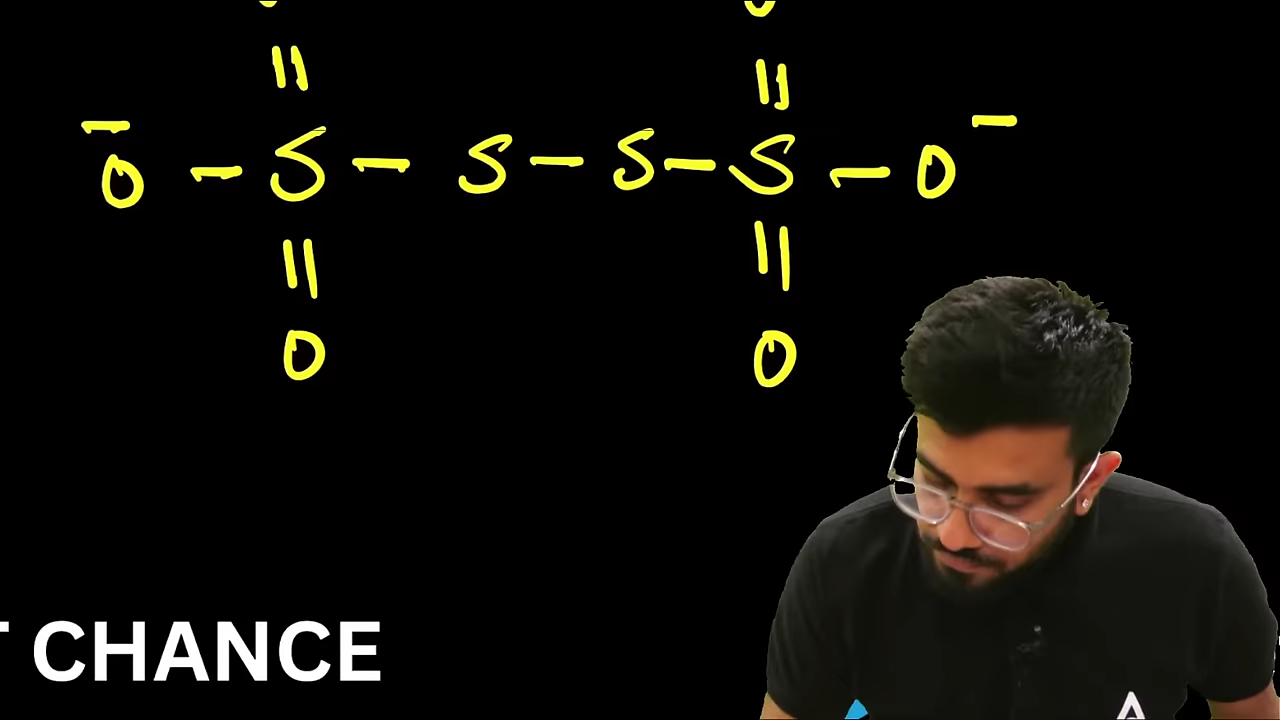 || ||
O⁻ – S – S – S – S – O⁻
|| ||
O O
CHANCE